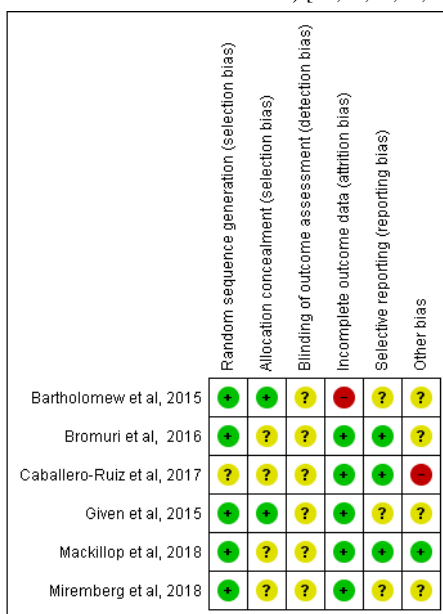 Random sequence generation (selection bias)
Allocation concealment (selection bias)
Blinding of outcome assessment (detection bias)
Incomplete outcome data (attrition bias)
Selective reporting (reporting bias)
Other bias
Bartholomew et al, 2015 + + ? - ? ?
Bromuri et al, 2016 + ? ? + + ?
Caballero-Ruiz et al, 2017 ? ? ? + + -
Given et al, 2015 + + ? + ? ?
Mackillop et al, 2018 + ? ? + + +
Miremberg et al, 2018 + ? ? + ? ?